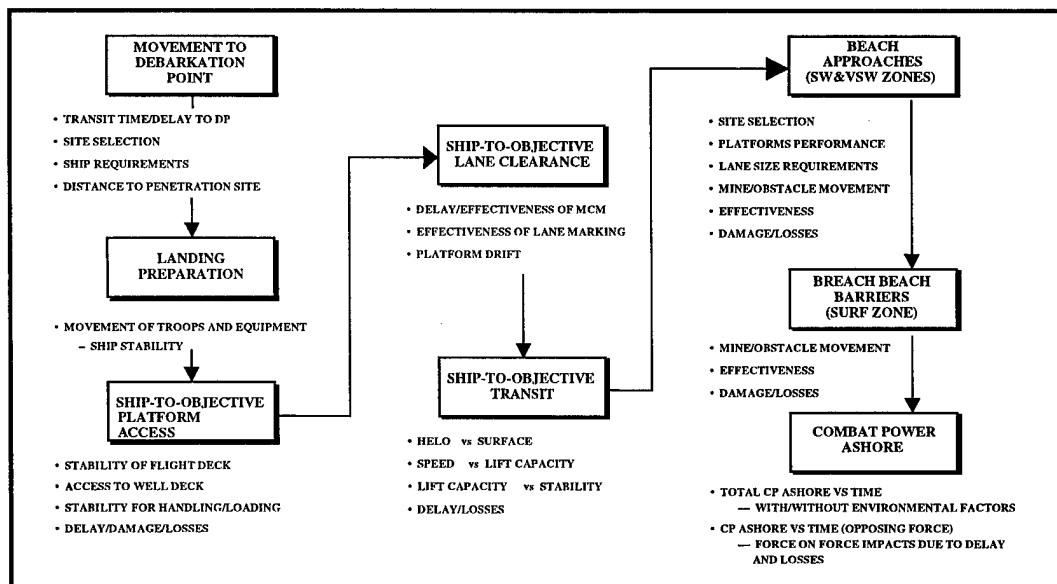 MOVEMENT TO
DEBARKATION
POINT
• TRANSIT TIME/DELAY TO DP
• SITE SELECTION
• SHIP REQUIREMENTS
• DISTANCE TO PENETRATION SITE
LANDING
PREPARATION
• MOVEMENT OF TROOPS AND EQUIPMENT
– SHIP STABILITY
SHIP-TO-OBJECTIVE
PLATFORM
ACCESS
• STABILITY OF FLIGHT DECK
• ACCESS TO WELL DECK
• STABILITY FOR HANDLING/LOADING
• DELAY/DAMAGE/LOSSES
SHIP-TO-OBJECTIVE
LANE CLEARANCE
• DELAY/EFFECTIVENESS OF MCM
• EFFECTIVENESS OF LANE MARKING
• PLATFORM DRIFT
SHIP-TO-OBJECTIVE
TRANSIT
• HELO vs SURFACE
• SPEED vs LIFT CAPACITY
• LIFT CAPACITY vs STABILITY
• DELAY/LOSSES
BEACH
APPROACHES
(SW&VSW ZONES)
• SITE SELECTION
• PLATFORMS PERFORMANCE
• LANE SIZE REQUIREMENTS
• MINE/OBSTACLE MOVEMENT
• EFFECTIVENESS
• DAMAGE/LOSSES
BREACH BEACH
BARRIERS
(SURF ZONE)
• MINE/OBSTACLE MOVEMENT
• EFFECTIVENESS
• DAMAGE/LOSSES
COMBAT POWER
ASHORE
• TOTAL CP ASHORE VS TIME
— WITH/WITHOUT ENVIRONMENTAL FACTORS
• CP ASHORE VS TIME (OPPOSING FORCE)
— FORCE ON FORCE IMPACTS DUE TO DELAY
AND LOSSES